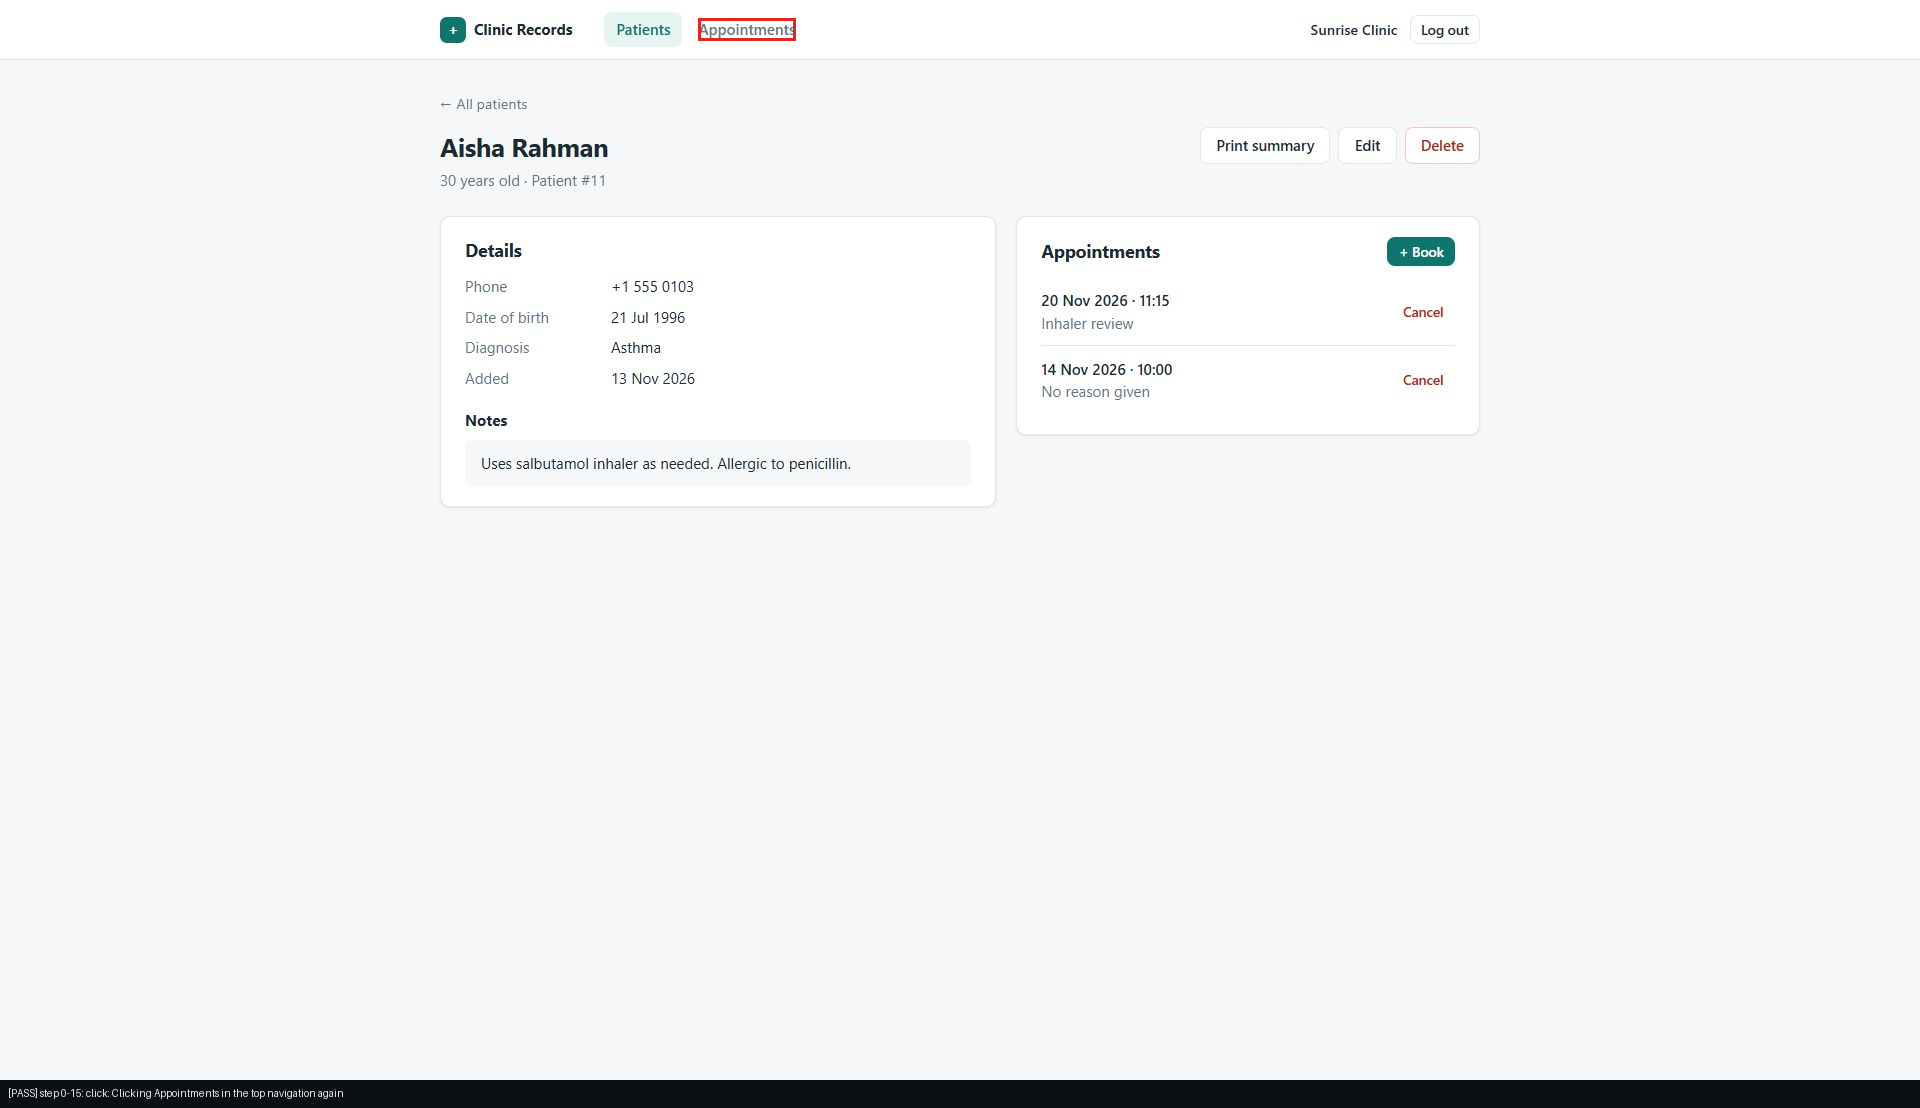 + Clinic Records Patients Appointments Sunrise Clinic Log out
← All patients
Aisha Rahman
Print summary Edit Delete
30 years old · Patient #11
Details
Phone +1 555 0103
Date of birth 21 Jul 1996
Diagnosis Asthma
Added 13 Nov 2026
Notes
Uses salbutamol inhaler as needed. Allergic to penicillin.
Appointments + Book
20 Nov 2026 · 11:15
Inhaler review
Cancel
14 Nov 2026 · 10:00
No reason given
Cancel
[PASS] step 0-15: click: Clicking Appointments in the top navigation again